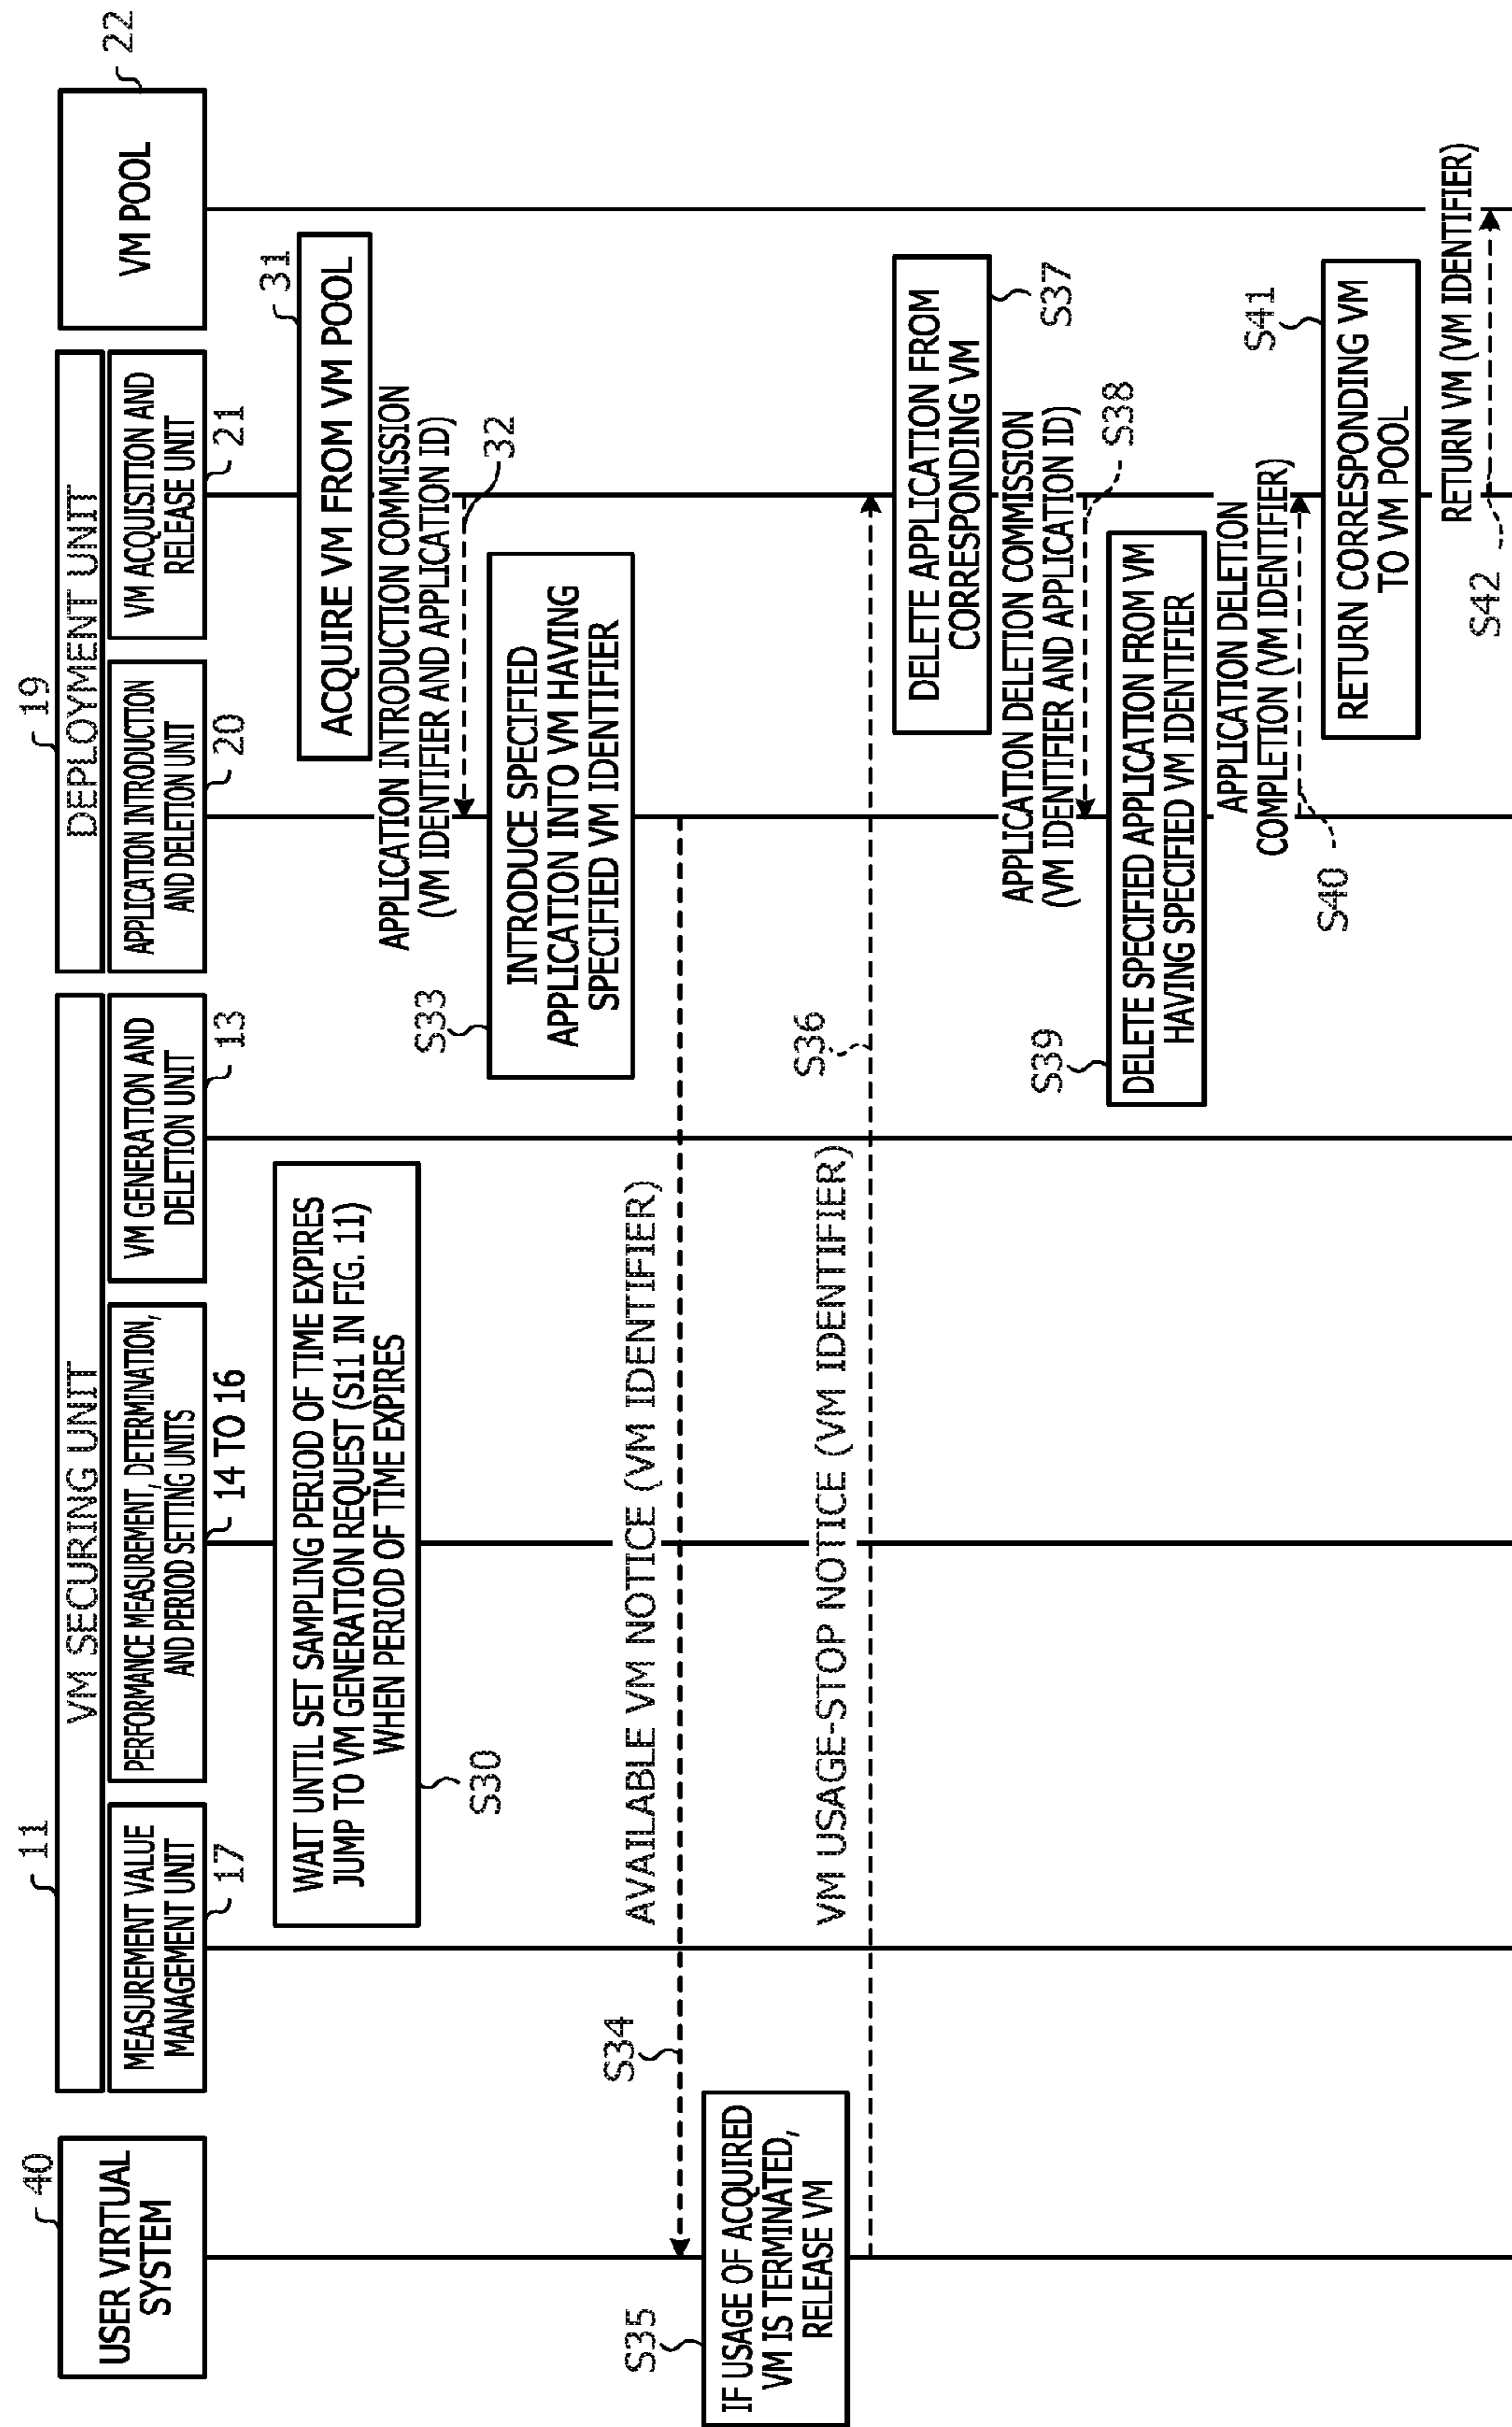 40
USER VIRTUAL
SYSTEM
11
VM SECURING UNIT
MEASUREMENT VALUE
MANAGEMENT UNIT
17
PERFORMANCE MEASUREMENT, DETERMINATION,
AND PERIOD SETTING UNITS
14 TO 16
VM GENERATION AND
DELETION UNIT
13
19
DEPLOYMENT UNIT
APPLICATION INTRODUCTION
AND DELETION UNIT
20
VM ACQUISITION AND
RELEASE UNIT
21
VM POOL
22
WAIT UNTIL SET SAMPLING PERIOD OF TIME EXPIRES
JUMP TO VM GENERATION REQUEST (S11 IN FIG. 11)
WHEN PERIOD OF TIME EXPIRES
S30
31
ACQUIRE VM FROM VM POOL
APPLICATION INTRODUCTION COMMISSION
(VM IDENTIFIER AND APPLICATION ID)
32
S33
INTRODUCE SPECIFIED
APPLICATION INTO VM HAVING
SPECIFIED VM IDENTIFIER
AVAILABLE VM NOTICE (VM IDENTIFIER)
S34
S35
IF USAGE OF ACQUIRED
VM IS TERMINATED,
RELEASE VM
VM USAGE-STOP NOTICE (VM IDENTIFIER)
S36
DELETE APPLICATION FROM
CORRESPONDING VM
S37
APPLICATION DELETION COMMISSION
(VM IDENTIFIER AND APPLICATION ID)
S38
S39
DELETE SPECIFIED APPLICATION FROM VM
HAVING SPECIFIED VM IDENTIFIER
APPLICATION DELETION
COMPLETION (VM IDENTIFIER)
S40
S41
RETURN CORRESPONDING VM
TO VM POOL
RETURN VM (VM IDENTIFIER)
S42